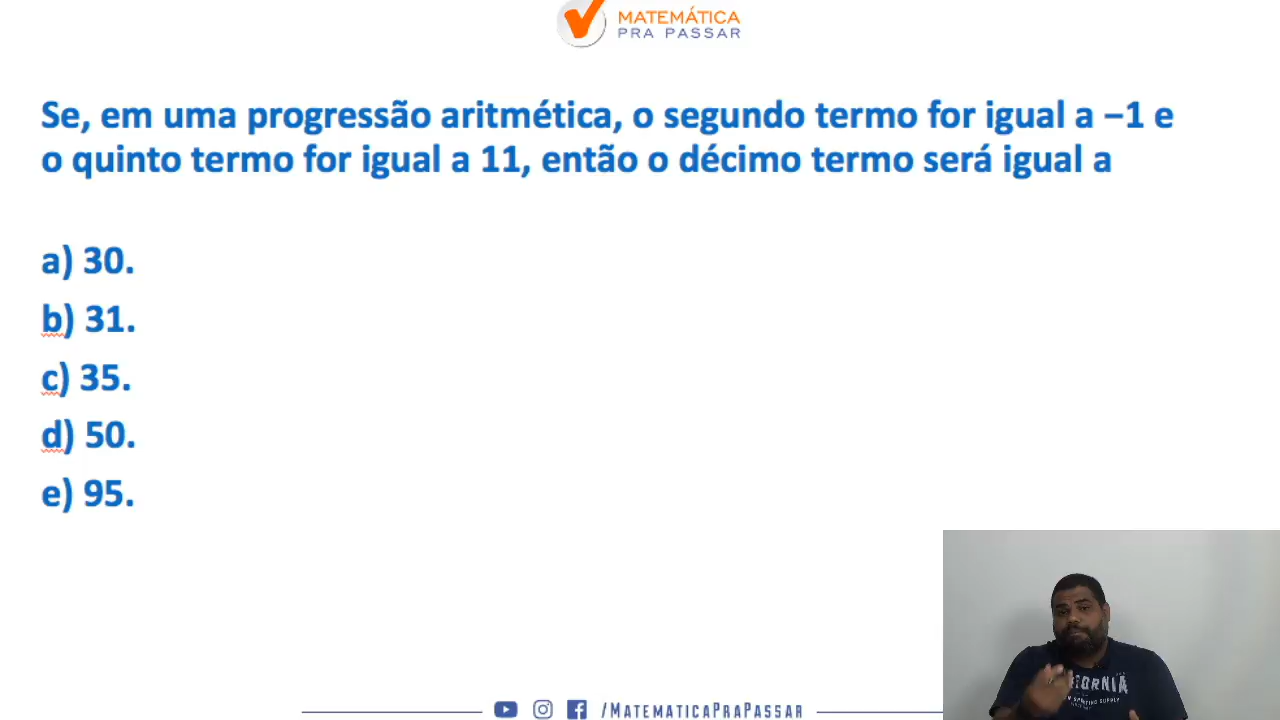 MATEMÁTICA
PRA PASSAR
Se, em uma progressão aritmética, o segundo termo for igual a −1 e
o quinto termo for igual a 11, então o décimo termo será igual a
a) 30.
b) 31.
c) 35.
d) 50.
e) 95.
/MATEMATICAPRAPASSAR